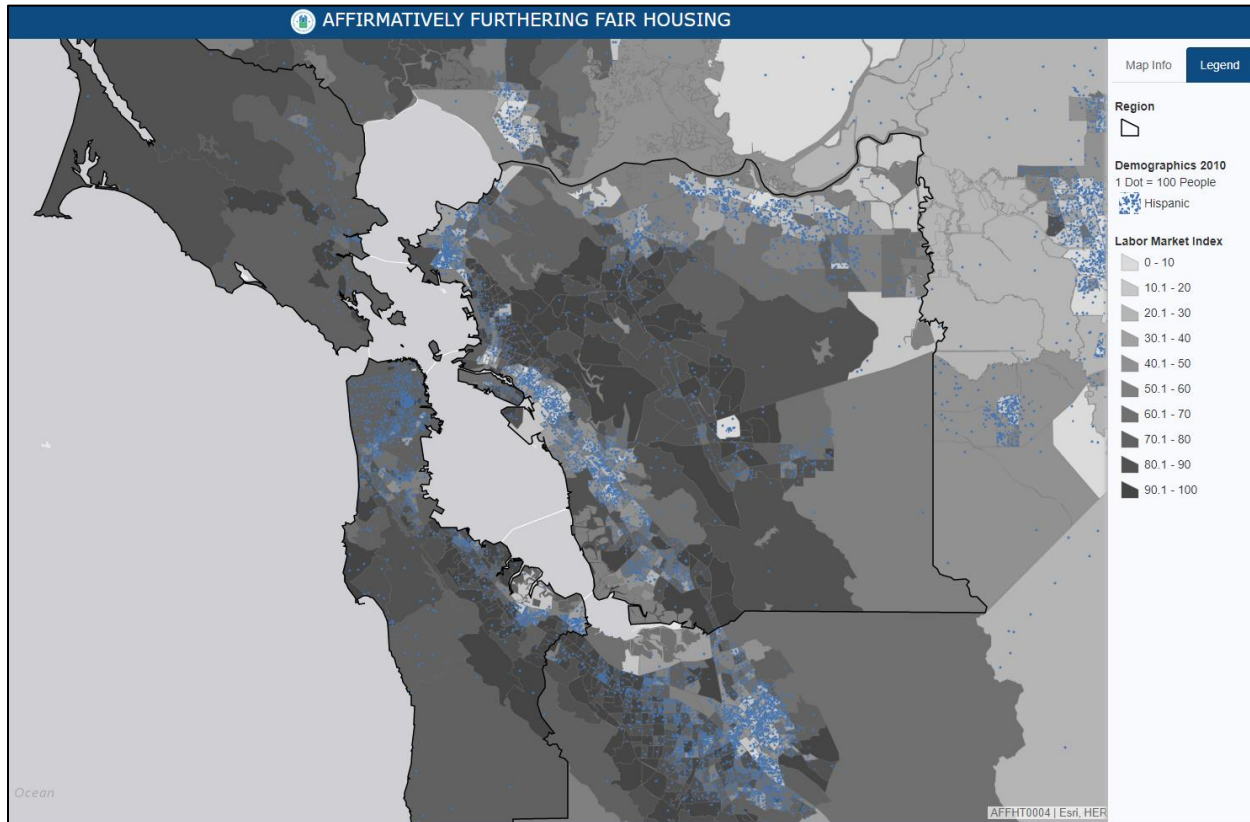 AFFIRMATIVELY FURTHERING FAIR HOUSING
Map Info
Legend
Region
Demographics 2010
1 Dot = 100 People
Hispanic
Labor Market Index
0 - 10
10.1 - 20
20.1 - 30
30.1 - 40
40.1 - 50
50.1 - 60
60.1 - 70
70.1 - 80
80.1 - 90
90.1 - 100
Ocean
AFFHT0004 | Esri, HER